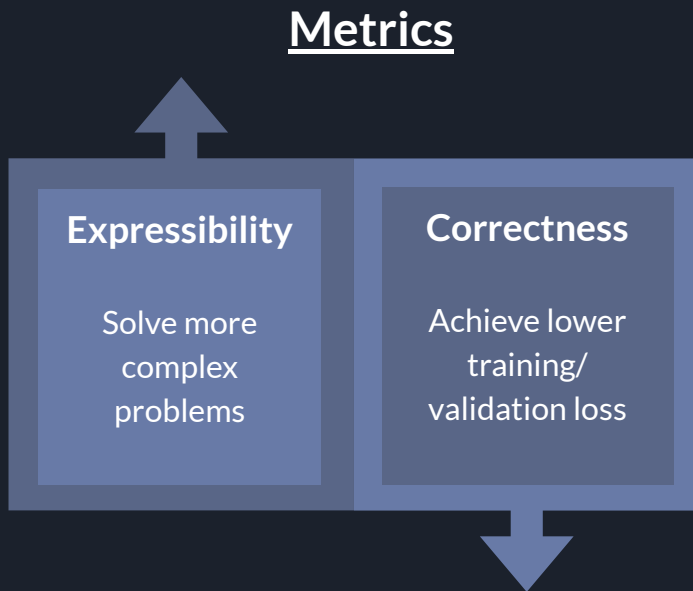 Metrics
Expressibility
Solve more
complex
problems
Correctness
Achieve lower
training/
validation loss